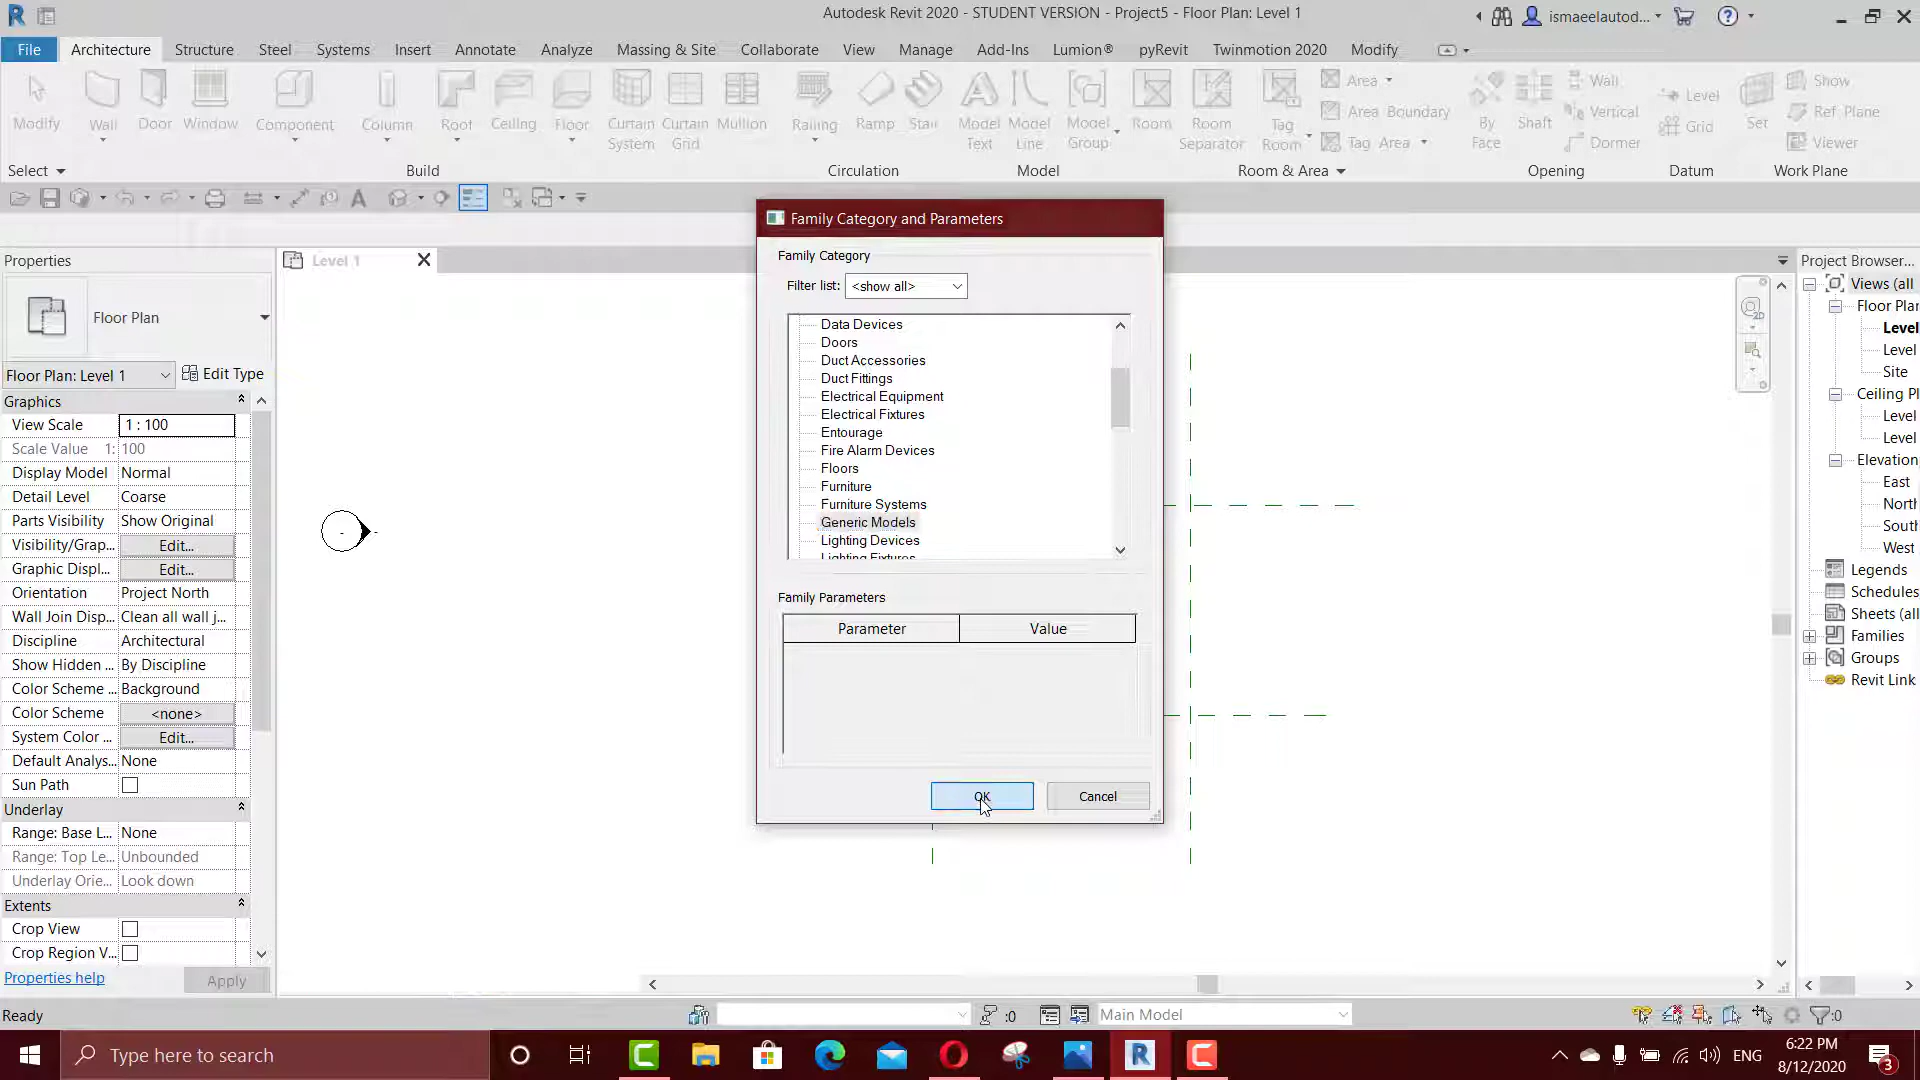 Autodesk Revit 2020 - STUDENT VERSION - Project5 - Floor Plan: Level 1
ismaeelautod...
File Architecture Structure Steel Systems Insert Annotate Analyze Massing & Site Collaborate View Manage Add-Ins Lumion® pyRevit Twinmotion 2020 Modify
Modify Wall Door Window Component Column Roof Ceiling Floor Curtain System Curtain Grid Mullion Railing Ramp Stair Model Text Model Line Model Group Room Room Separator Tag Room Area Area Boundary Tag Area By Face Shaft Wall Vertical Dormer Level Grid Set Show Ref Plane Viewer
Select Build Circulation Model Room & Area Opening Datum Work Plane
Properties
Floor Plan
Floor Plan: Level 1 Edit Type
Graphics
View Scale 1 : 100
Scale Value 1: 100
Display Model Normal
Detail Level Coarse
Parts Visibility Show Original
Visibility/Grap... Edit...
Graphic Displ... Edit...
Orientation Project North
Wall Join Disp... Clean all wall j...
Discipline Architectural
Show Hidden ... By Discipline
Color Scheme ... Background
Color Scheme <none>
System Color ... Edit...
Default Analys... None
Sun Path
Underlay
Range: Base L... None
Range: Top Le... Unbounded
Underlay Orie... Look down
Extents
Crop View
Crop Region V...
Properties help Apply
Level 1
Family Category and Parameters
Family Category
Filter list: <show all>
Data Devices
Doors
Duct Accessories
Duct Fittings
Electrical Equipment
Electrical Fixtures
Entourage
Fire Alarm Devices
Floors
Furniture
Furniture Systems
Generic Models
Lighting Devices
Lighting Fixtures
Family Parameters
Parameter Value
OK Cancel
2D
Project Browser...
Views (all
Floor Plan
Level
Level
Site
Ceiling Pl
Level
Level
Elevation
East
North
South
West
Legends
Schedules
Sheets (all
Families
Groups
Revit Link
Ready :0 Main Model :0
Type here to search
ENG
6:22 PM
8/12/2020
3